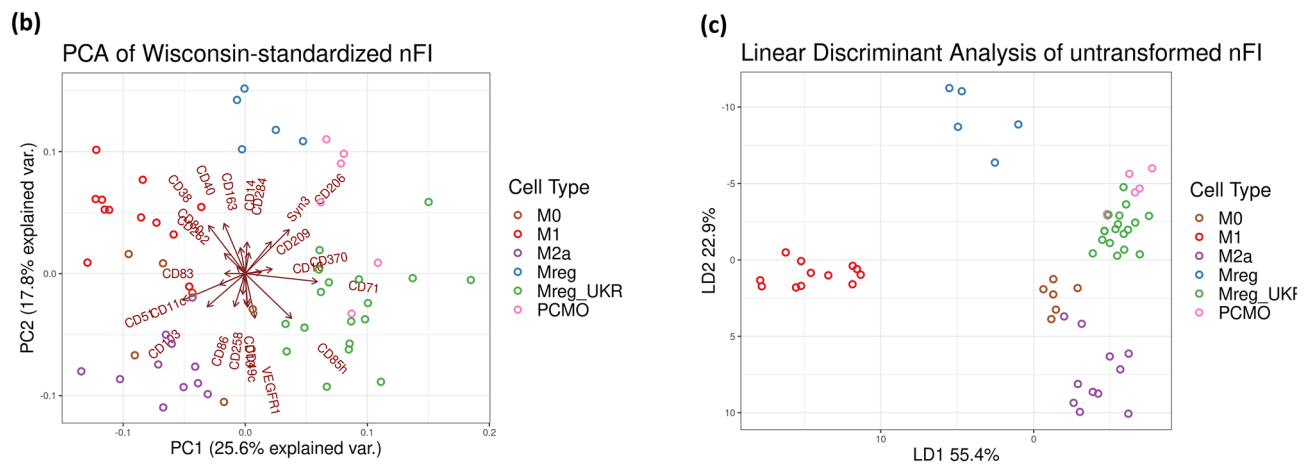 (b)
PCA of Wisconsin-standardized nFI
PC2 (17.8% explained var.)
0.1
0.0
-0.1
-0.1
0.0
0.1
0.2
PC1 (25.6% explained var.)
CD38
CD40
CD163
CD14
CD284
Syn3
CD206
CD282
CD209
CD370
CD71
CD83
CD11c
CD51
CD103
CD86
CD258
VEGFR1
CD85h
Cell Type
M0
M1
M2a
Mreg
Mreg_UKR
PCMO
(c)
Linear Discriminant Analysis of untransformed nFI
LD2 22.9%
-10
-5
0
5
10
10
0
LD1 55.4%
Cell Type
M0
M1
M2a
Mreg
Mreg_UKF
PCMO